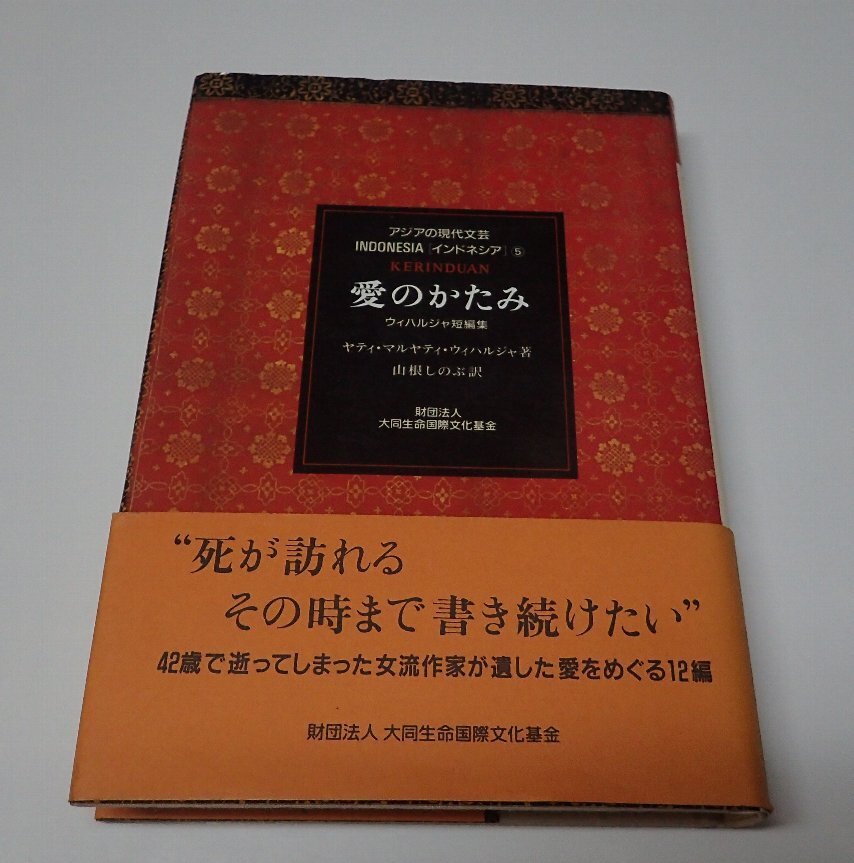 アジアの現代文芸
INDONESIA［インドネシア］⑤
KERINDUAN
愛のかたみ
ウィハルジャ短編集
ヤティ・マルヤティ・ウィハルジャ著
山根しのぶ訳
財団法人
大同生命国際文化基金
“死が訪れる
その時まで書き続けたい”
42歳で逝ってしまった女流作家が遺した愛をめぐる12編
財団法人 大同生命国際文化基金